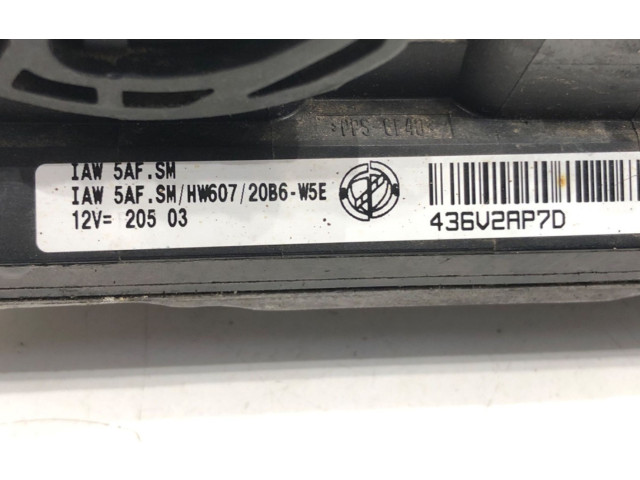 IAW 5AF.SM
IAW 5AF.SM/HW607/20B6-W5E
12V= 205 03
436V2AP7D